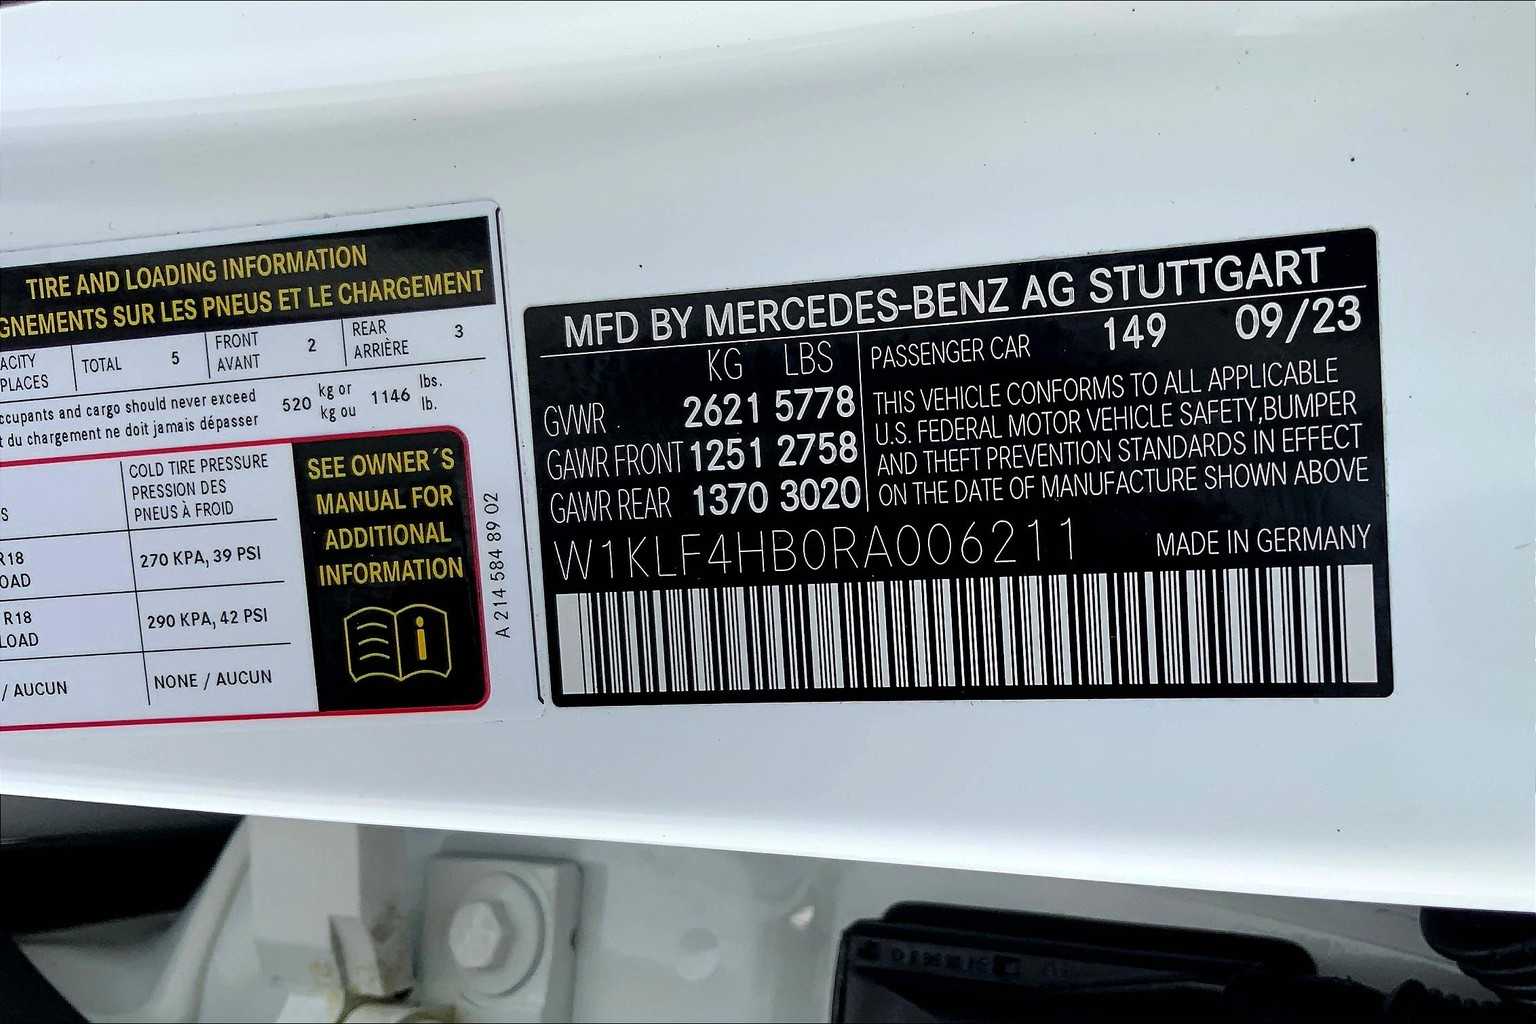 TIRE AND LOADING INFORMATION
GNEMENTS SUR LES PNEUS ET LE CHARGEMENT
ACITY
PLACES
TOTAL 5
FRONT
AVANT
2
REAR
ARRIÈRE
3
ccupants and cargo should never exceed
t du chargement ne doit jamais dépasser
520 kg or
kg ou
1146 lbs.
lb.
COLD TIRE PRESSURE
PRESSION DES
PNEUS À FROID
S
R18
OAD
270 KPA, 39 PSI
R18
LOAD
290 KPA, 42 PSI
/ AUCUN
NONE / AUCUN
SEE OWNER´S
MANUAL FOR
ADDITIONAL
INFORMATION
i
A 214 584 89 02
MFD BY MERCEDES-BENZ AG STUTTGART
KG LBS
GVWR 2621 5778
GAWR FRONT 1251 2758
GAWR REAR 1370 3020
PASSENGER CAR 149 09/23
THIS VEHICLE CONFORMS TO ALL APPLICABLE
U.S. FEDERAL MOTOR VEHICLE SAFETY,BUMPER
AND THEFT PREVENTION STANDARDS IN EFFECT
ON THE DATE OF MANUFACTURE SHOWN ABOVE
W1KLF4HB0RA006211
MADE IN GERMANY